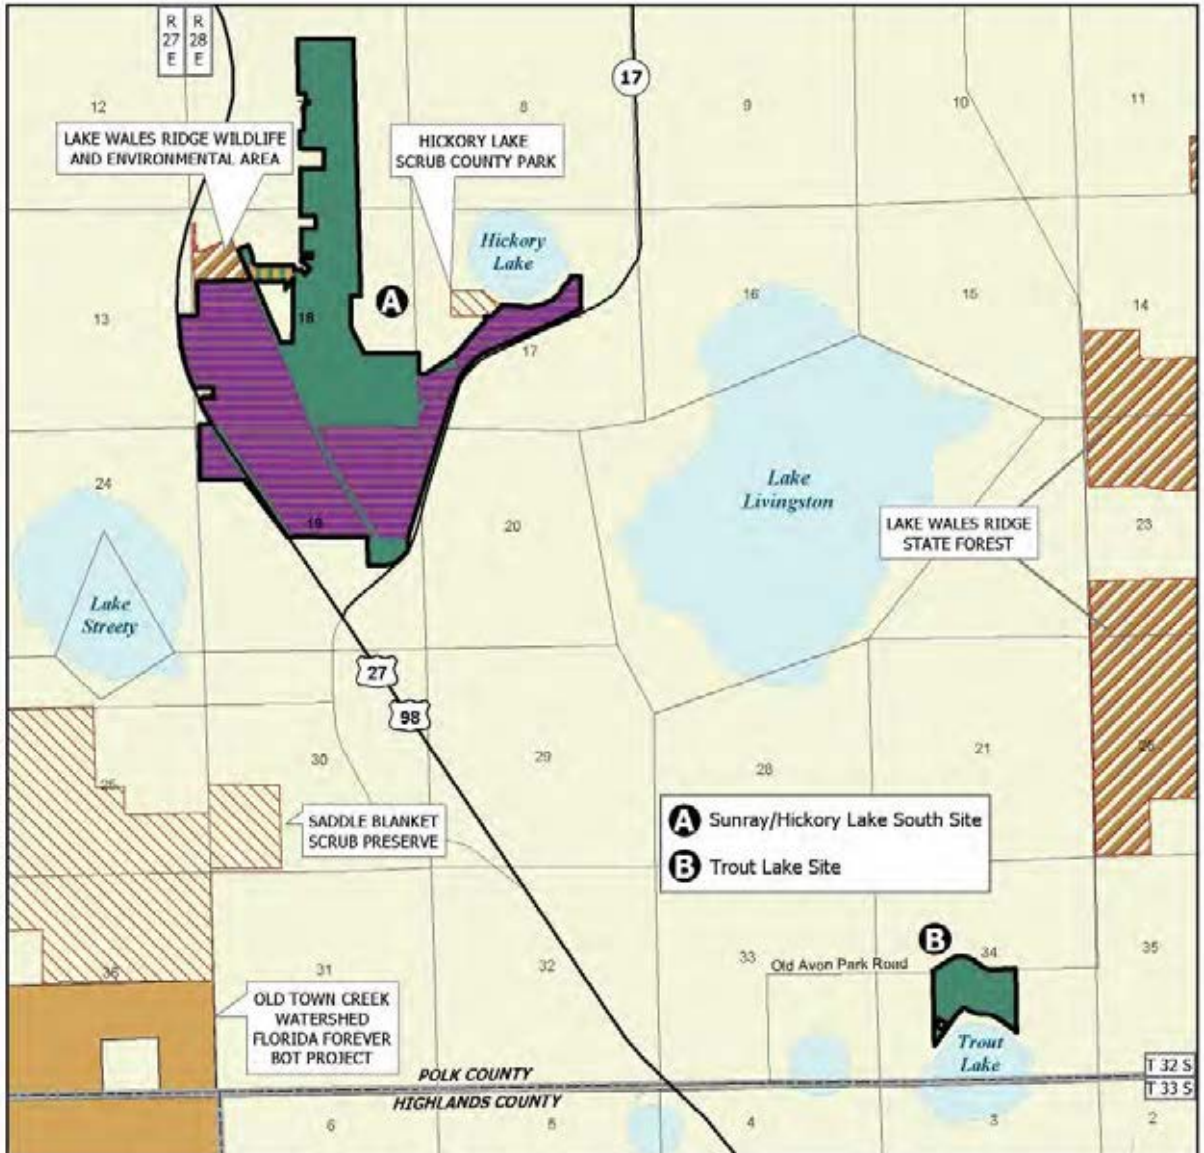 R
27
E
R
28
E
17
12
7
8
9
10
11
LAKE WALES RIDGE WILDLIFE
AND ENVIRONMENTAL AREA
HICKORY LAKE
SCRUB COUNTY PARK
Hickory
Lake
A
13
18
17
16
15
14
24
Lake
Livingston
19
20
LAKE WALES RIDGE
STATE FOREST
23
Lake
Streety
27
98
30
29
28
21
26
25
SADDLE BLANKET
SCRUB PRESERVE
A Sunray/Hickory Lake South Site
B Trout Lake Site
B
36
31
32
33
Old Avon Park Road
34
35
OLD TOWN CREEK
WATERSHED
FLORIDA FOREVER
BOT PROJECT
Trout
Lake
POLK COUNTY
HIGHLANDS COUNTY
T 32 S
T 33 S
6
5
4
3
2